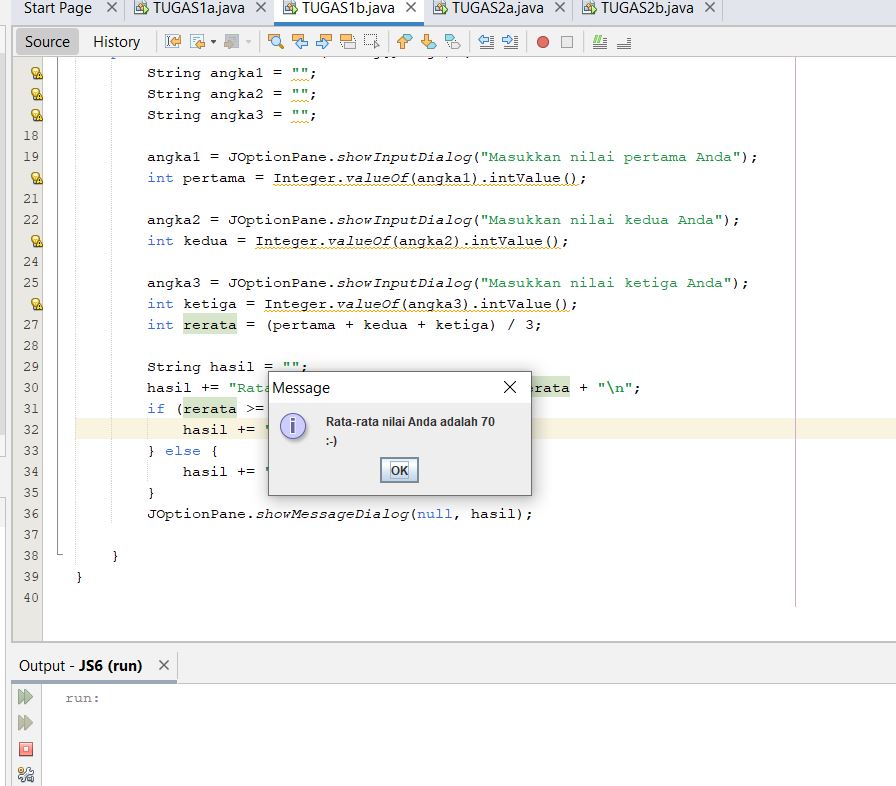 Start Page TUGAS1a.java TUGAS1b.java TUGAS2a.java TUGAS2b.java
Source History
String angka1 = "";
String angka2 = "";
String angka3 = "";
18
19 angka1 = JOptionPane.showInputDialog("Masukkan nilai pertama Anda");
int pertama = Integer.valueOf(angka1).intValue();
21
22 angka2 = JOptionPane.showInputDialog("Masukkan nilai kedua Anda");
int kedua = Integer.valueOf(angka2).intValue();
24
25 angka3 = JOptionPane.showInputDialog("Masukkan nilai ketiga Anda");
int ketiga = Integer.valueOf(angka3).intValue();
27 int rerata = (pertama + kedua + ketiga) / 3;
28
29 String hasil = "";
30 hasil += "Rata rata + "\n";
31 if (rerata >=
32 hasil += "
33 } else {
34 hasil += "
35 }
36 JOptionPane.showMessageDialog(null, hasil);
37
38 }
39 }
40
Message
Rata-rata nilai Anda adalah 70
:-)
OK
Output - JS6 (run)
run: